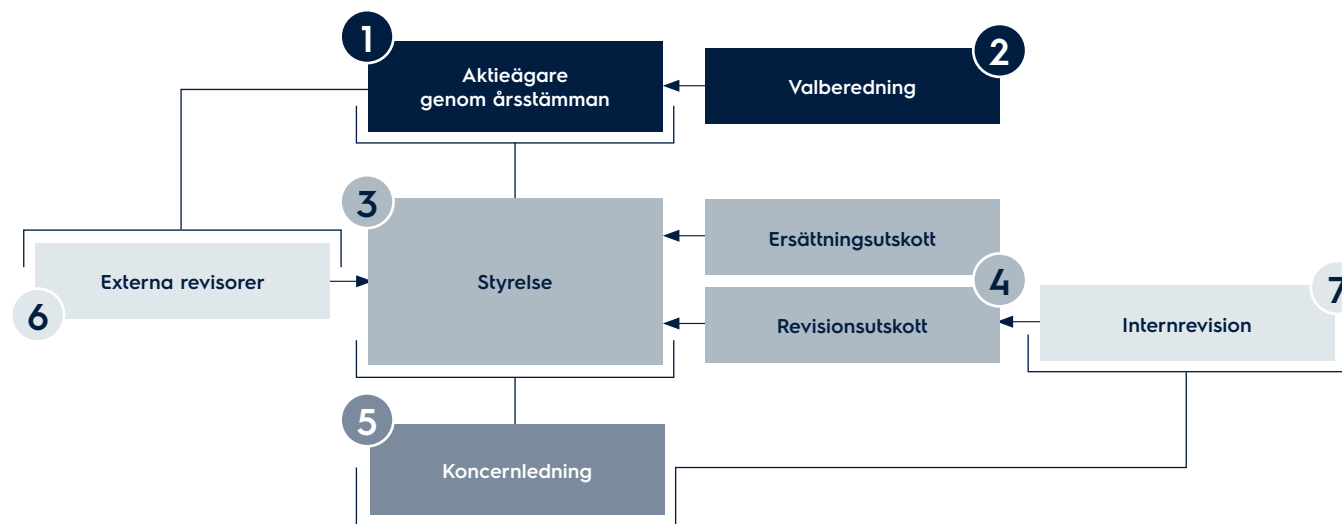 1
Aktieägare
genom årsstämman
2
Valberedning
3
Styrelse
Ersättningsutskott
4
Revisionsutskott
Externa revisorer
6
7
Internrevision
5
Koncernledning